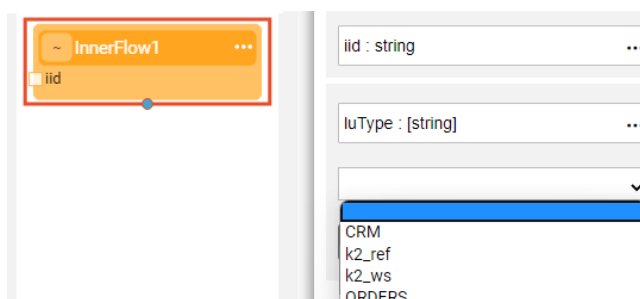 ~ InnerFlow1 ...
iid
iid : string ...
luType : [string] ...
CRM
k2_ref
k2_ws
ORDERS